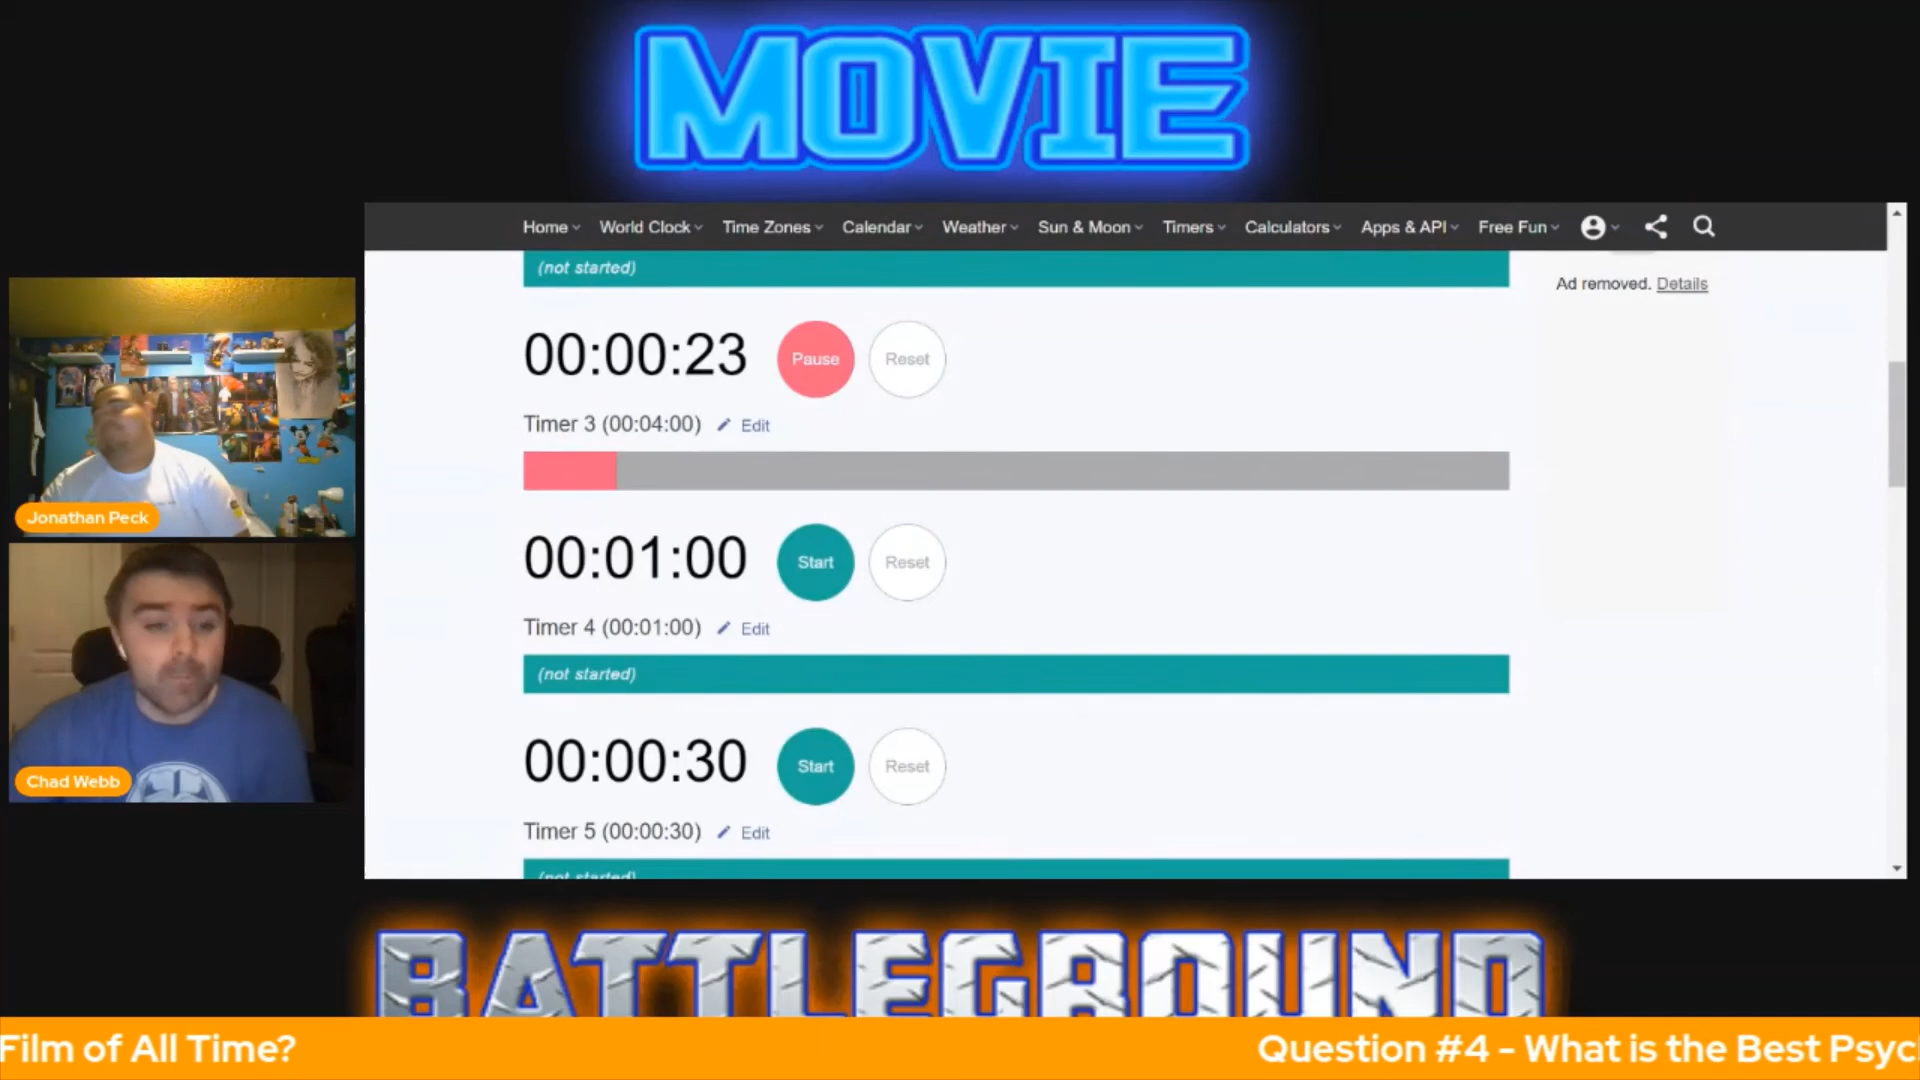 MOVIE
Home World Clock Time Zones Calendar Weather Sun & Moon Timers Calculators Apps & API Free Fun
(not started)
Ad removed. Details
00:00:23 Pause Reset
Timer 3 (00:04:00) Edit
00:01:00 Start Reset
Timer 4 (00:01:00) Edit
(not started)
00:00:30 Start Reset
Timer 5 (00:00:30) Edit
(not started)
Jonathan Peck
Chad Webb
BATTLEGROUND
Film of All Time? Question #4 - What is the Best Psyc